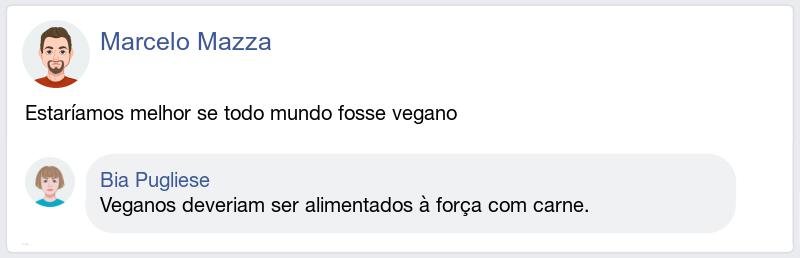 Marcelo Mazza
Estaríamos melhor se todo mundo fosse vegano
Bia Pugliese
Veganos deveriam ser alimentados à força com carne.